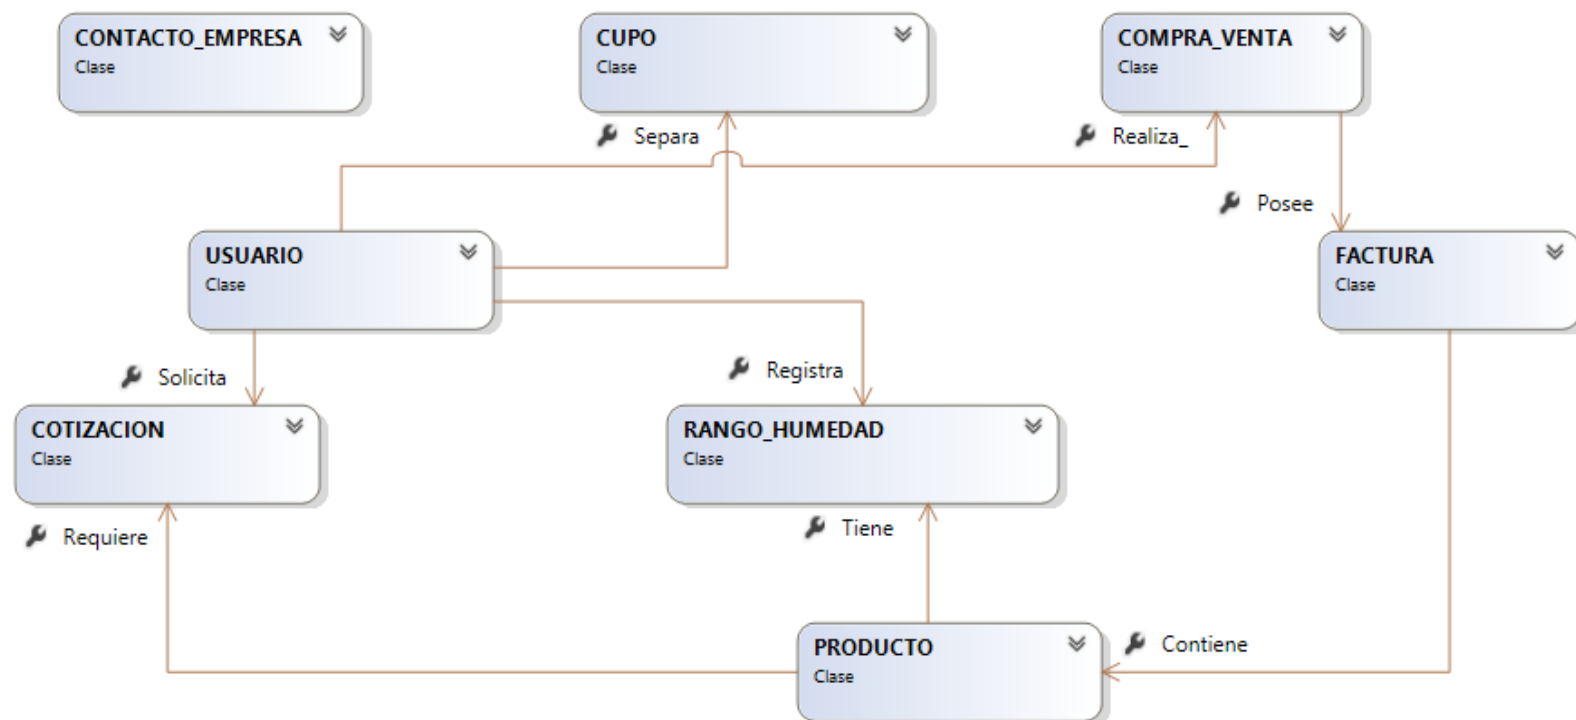 CONTACTO_EMPRESA
Clase
CUPO
Clase
COMPRA_VENTA
Clase
Separa
Realiza_
Posee
USUARIO
Clase
FACTURA
Clase
Solicita
Registra
COTIZACION
Clase
RANGO_HUMEDAD
Clase
Requiere
Tiene
PRODUCTO
Clase
Contiene